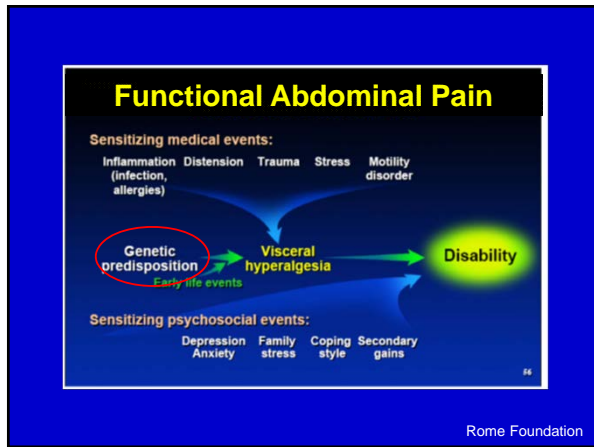 Functional Abdominal Pain
Sensitizing medical events:
Inflammation Distension Trauma Stress Motility
(infection, disorder
allergies)
Genetic Visceral Disability
predisposition hyperalgesia
Early life events
Sensitizing psychosocial events:
Depression Family Coping Secondary
Anxiety stress style gains
56
Rome Foundation